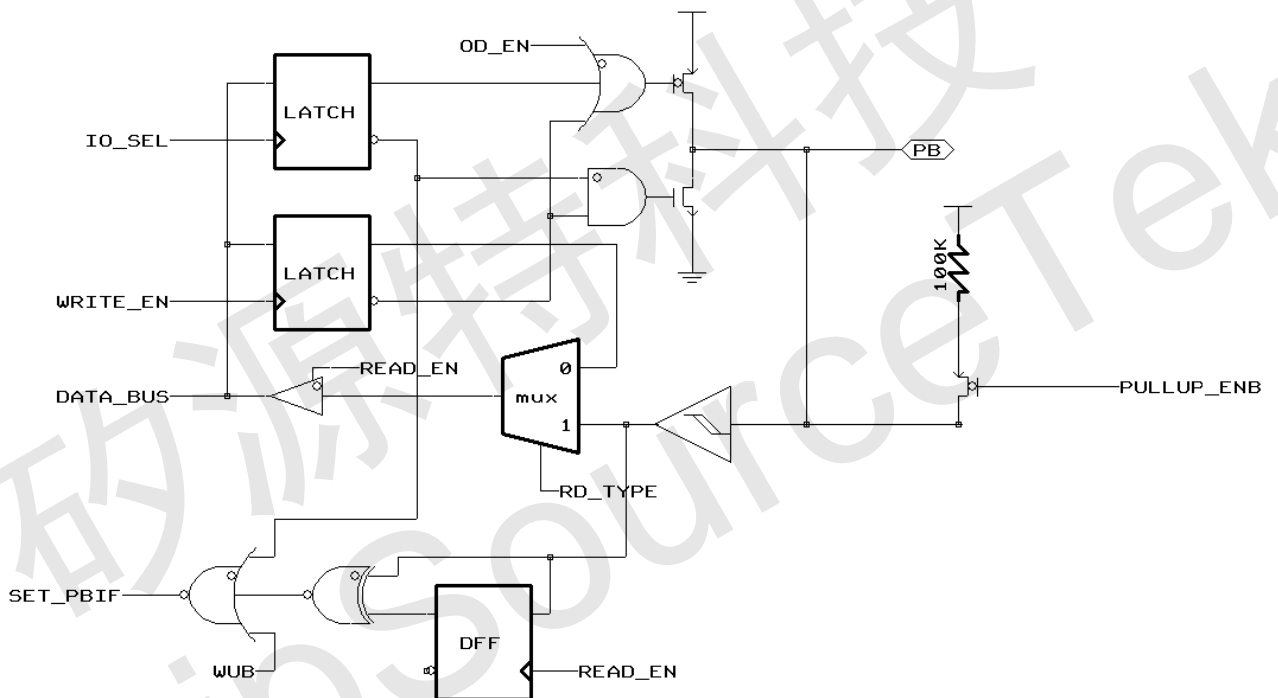 OD_EN
LATCH
IO_SEL
PB
LATCH
100K
WRITE_EN
0
READ_EN
DATA_BUS
mux
PULLUP_ENB
1
RD_TYPE
SET_PBIF
DFF
WUB
READ_EN
矽源特科技
ipSourceTek